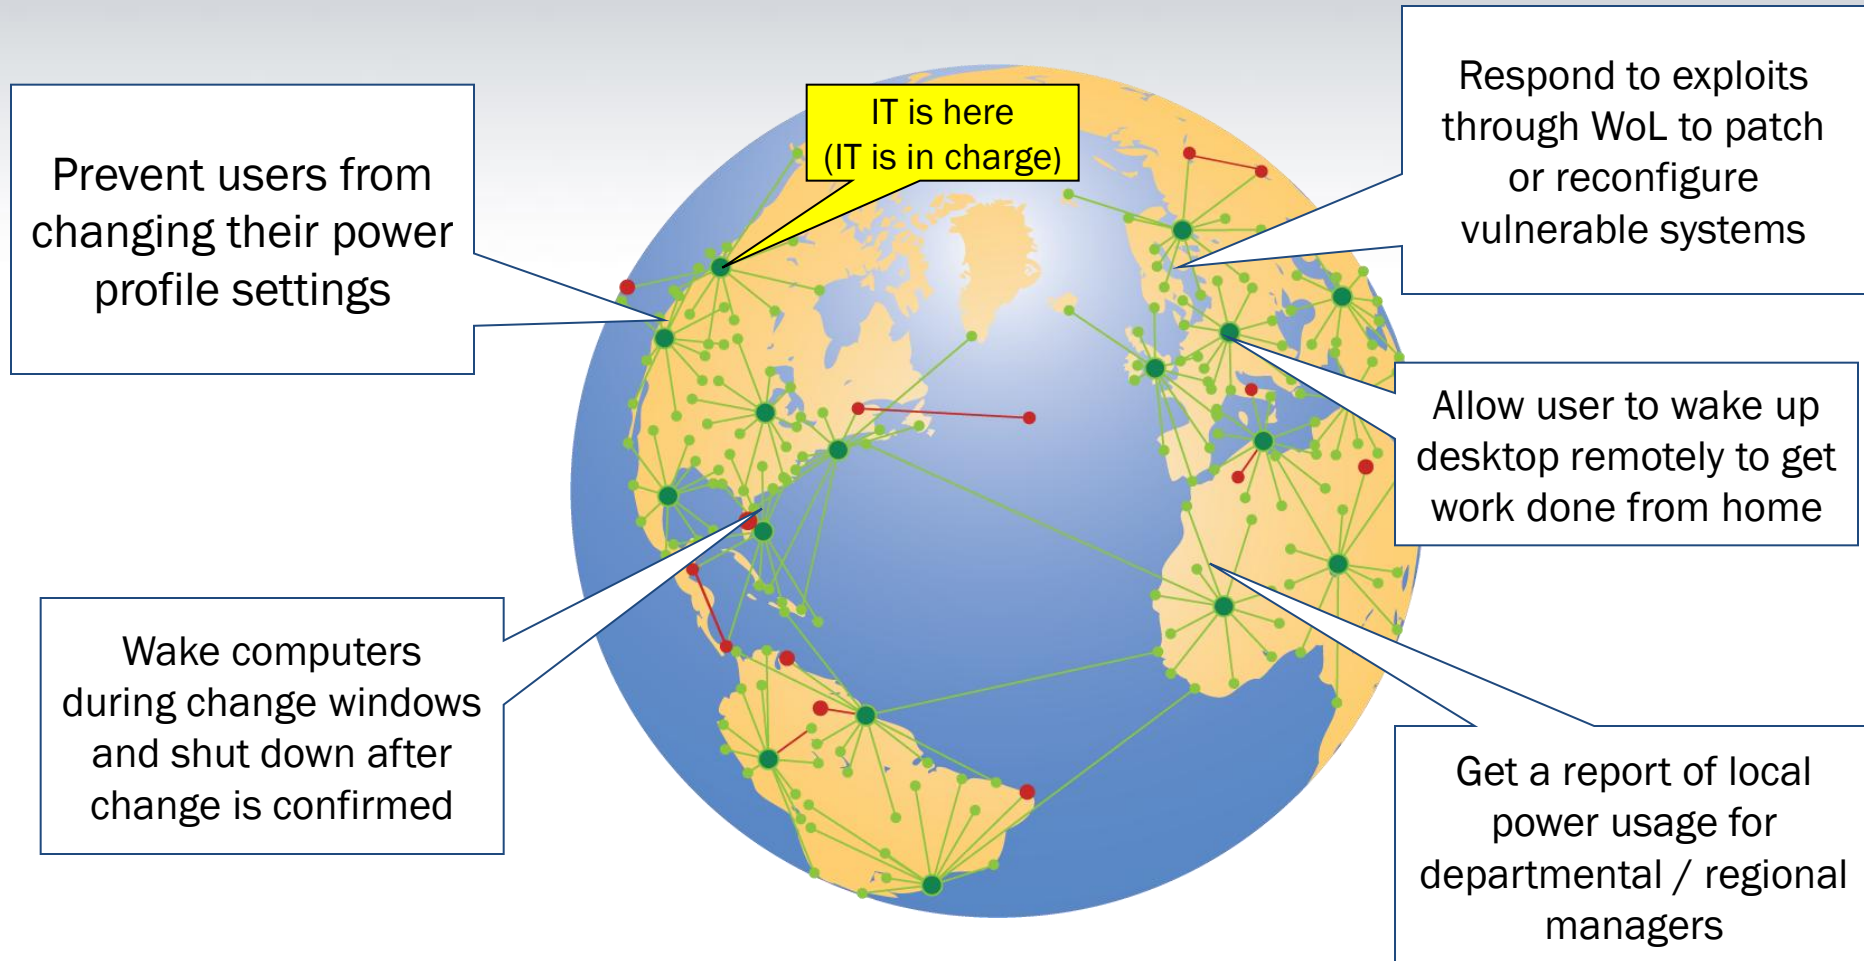 Prevent users from
changing their power
profile settings
IT is here
(IT is in charge)
Respond to exploits
through WoL to patch
or reconfigure
vulnerable systems
Allow user to wake up
desktop remotely to get
work done from home
Wake computers
during change windows
and shut down after
change is confirmed
Get a report of local
power usage for
departmental / regional
managers